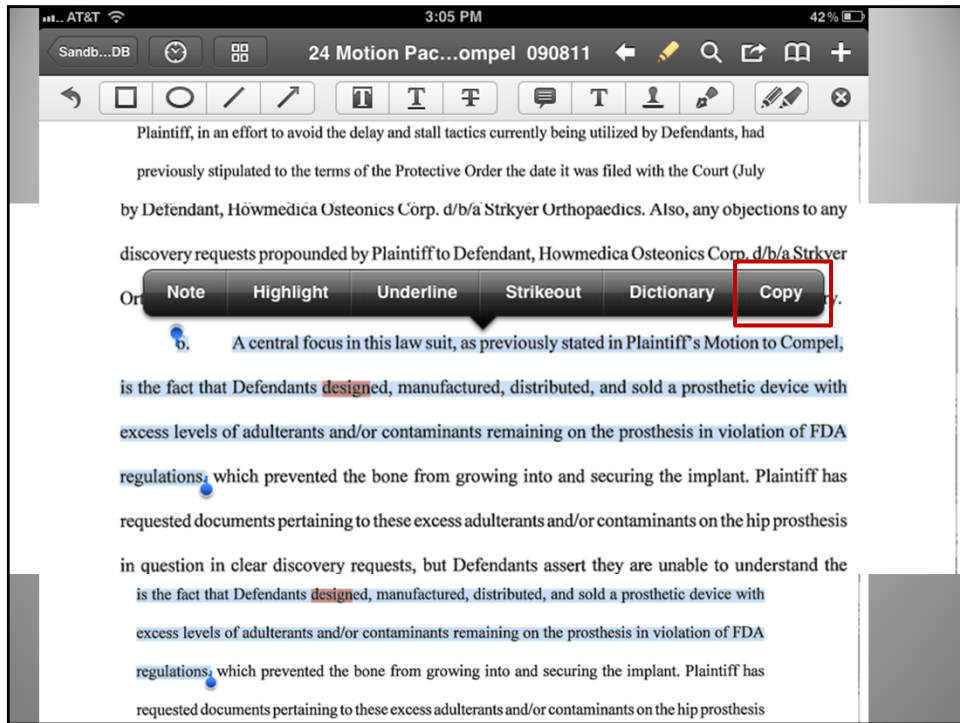 AT&T 3:05 PM 42%
Sandb...DB 24 Motion Pac...ompel 090811
T T T T
Plaintiff, in an effort to avoid the delay and stall tactics currently being utilized by Defendants, had
previously stipulated to the terms of the Protective Order the date it was filed with the Court (July
by Defendant, Howmedica Osteonics Corp. d/b/a Strkyer Orthopaedics. Also, any objections to any
discovery requests propounded by Plaintiff to Defendant, Howmedica Osteonics Corp. d/b/a Strkyer
Note Highlight Underline Strikeout Dictionary Copy
b. A central focus in this law suit, as previously stated in Plaintiff's Motion to Compel,
is the fact that Defendants designed, manufactured, distributed, and sold a prosthetic device with
excess levels of adulterants and/or contaminants remaining on the prosthesis in violation of FDA
regulations, which prevented the bone from growing into and securing the implant. Plaintiff has
requested documents pertaining to these excess adulterants and/or contaminants on the hip prosthesis
in question in clear discovery requests, but Defendants assert they are unable to understand the
is the fact that Defendants designed, manufactured, distributed, and sold a prosthetic device with
excess levels of adulterants and/or contaminants remaining on the prosthesis in violation of FDA
regulations, which prevented the bone from growing into and securing the implant. Plaintiff has
requested documents pertaining to these excess adulterants and/or contaminants on the hip prosthesis